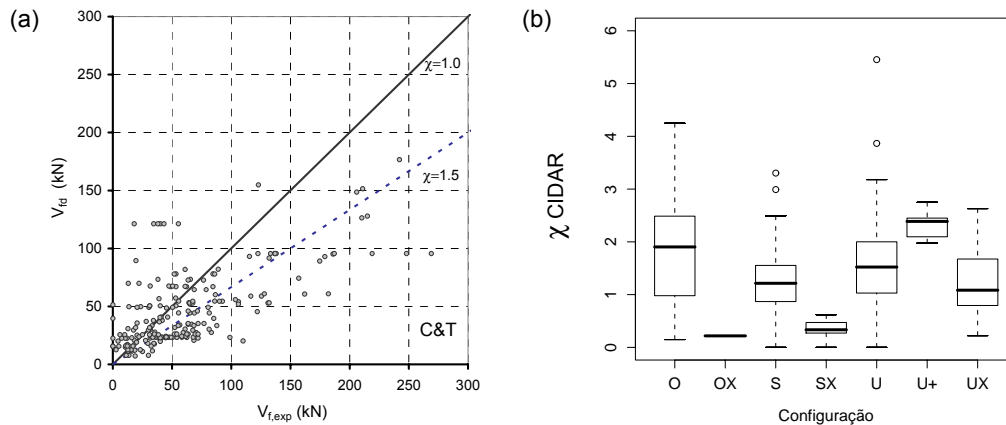 (a)
300
250
200
150
100
50
0
V_fd (kN)
χ=1.0
χ=1.5
C&T
0 50 100 150 200 250 300
V_f,exp (kN)
(b)
6
5
4
3
2
1
0
χ CIDAR
O OX S SX U U+ UX
Configuração